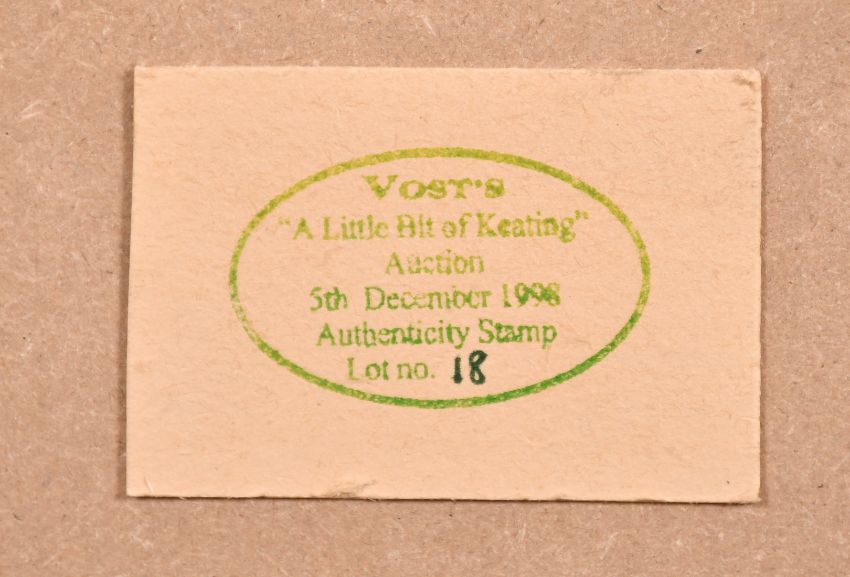 VOST'S
"A Little Bit of Keating"
Auction
5th December 1998
Authenticity Stamp
Lot no. 18